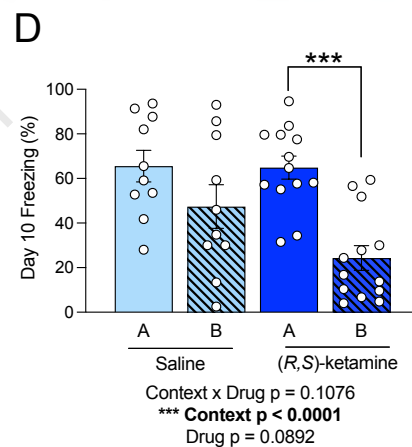 D
***
Day 10 Freezing (%)
100
80
60
40
20
0
A B A B
Saline (R,S)-ketamine
Context x Drug p = 0.1076
*** Context p < 0.0001
Drug p = 0.0892